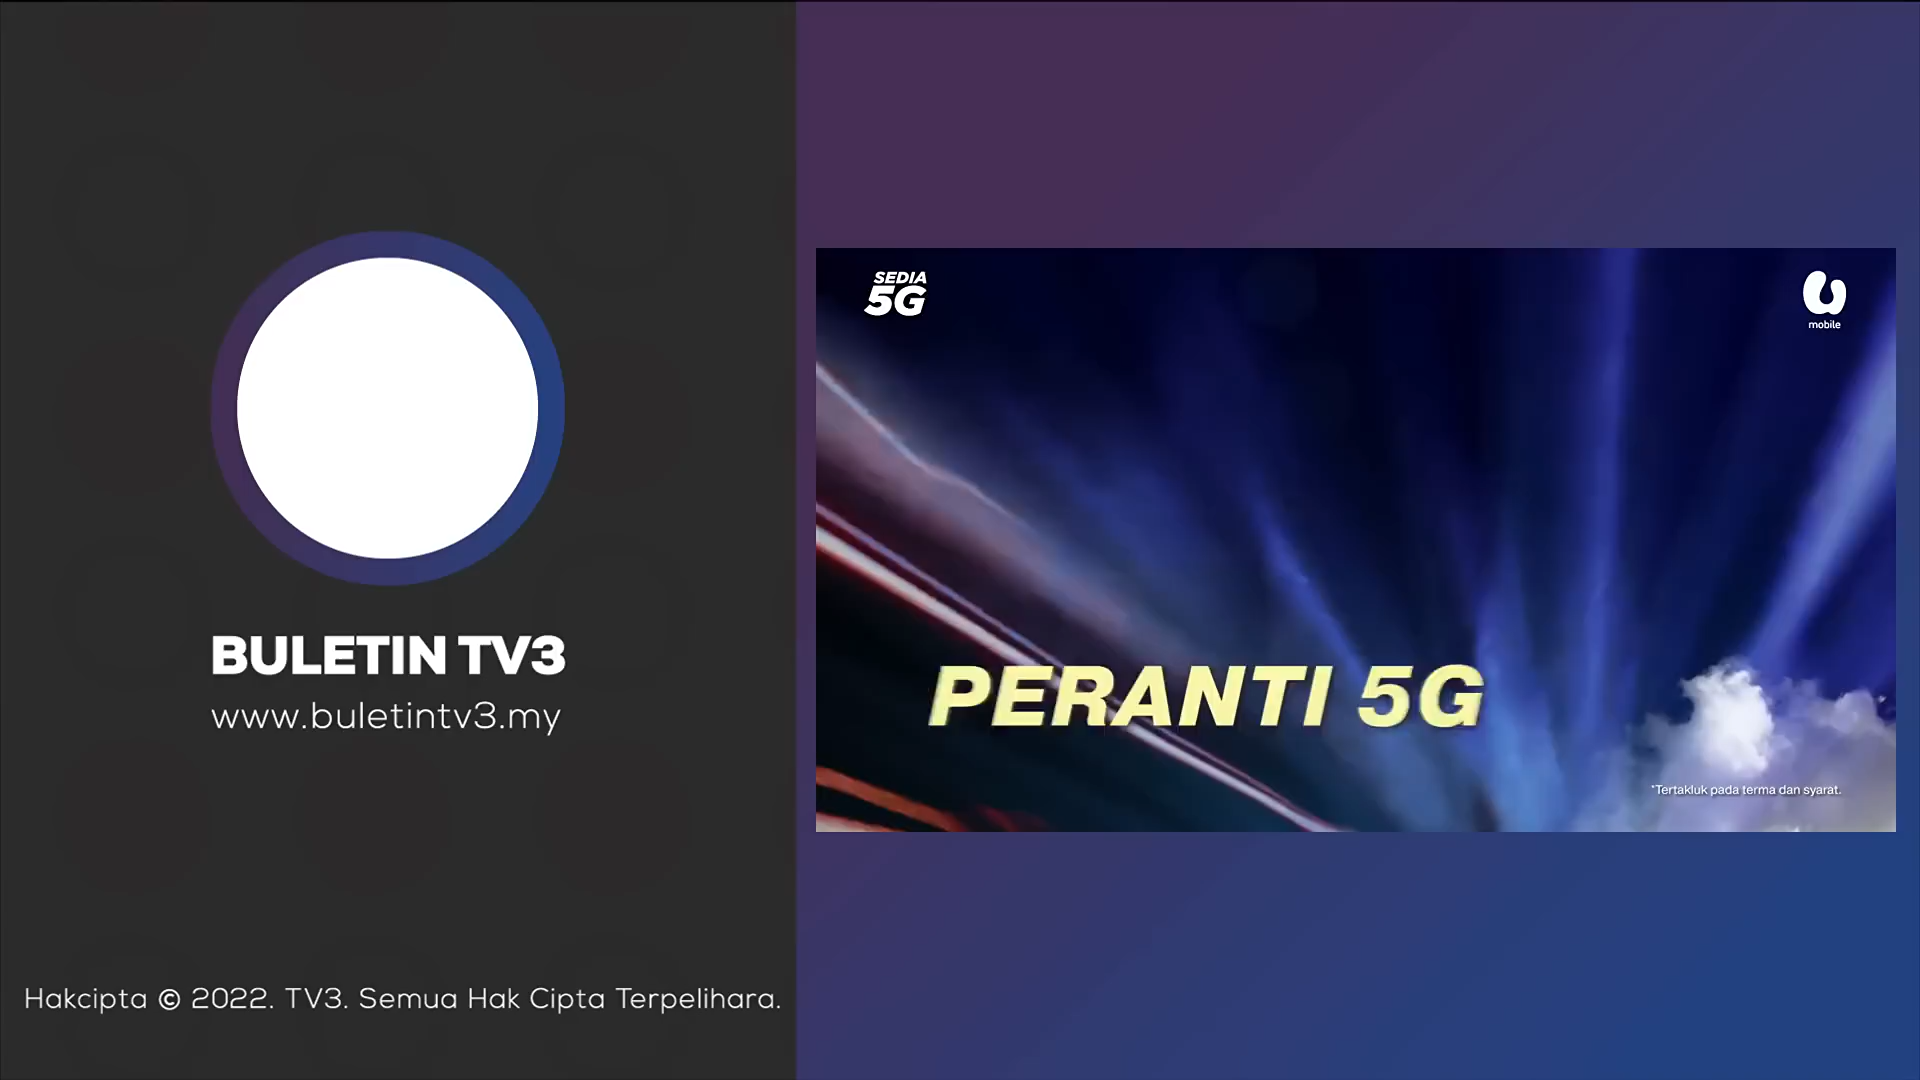 BULETIN TV3
www.buletintv3.my
Hakcipta © 2022. TV3. Semua Hak Cipta Terpelihara.
SEDIA
5G
mobile
PERANTI 5G
*Tertakluk pada terma dan syarat.